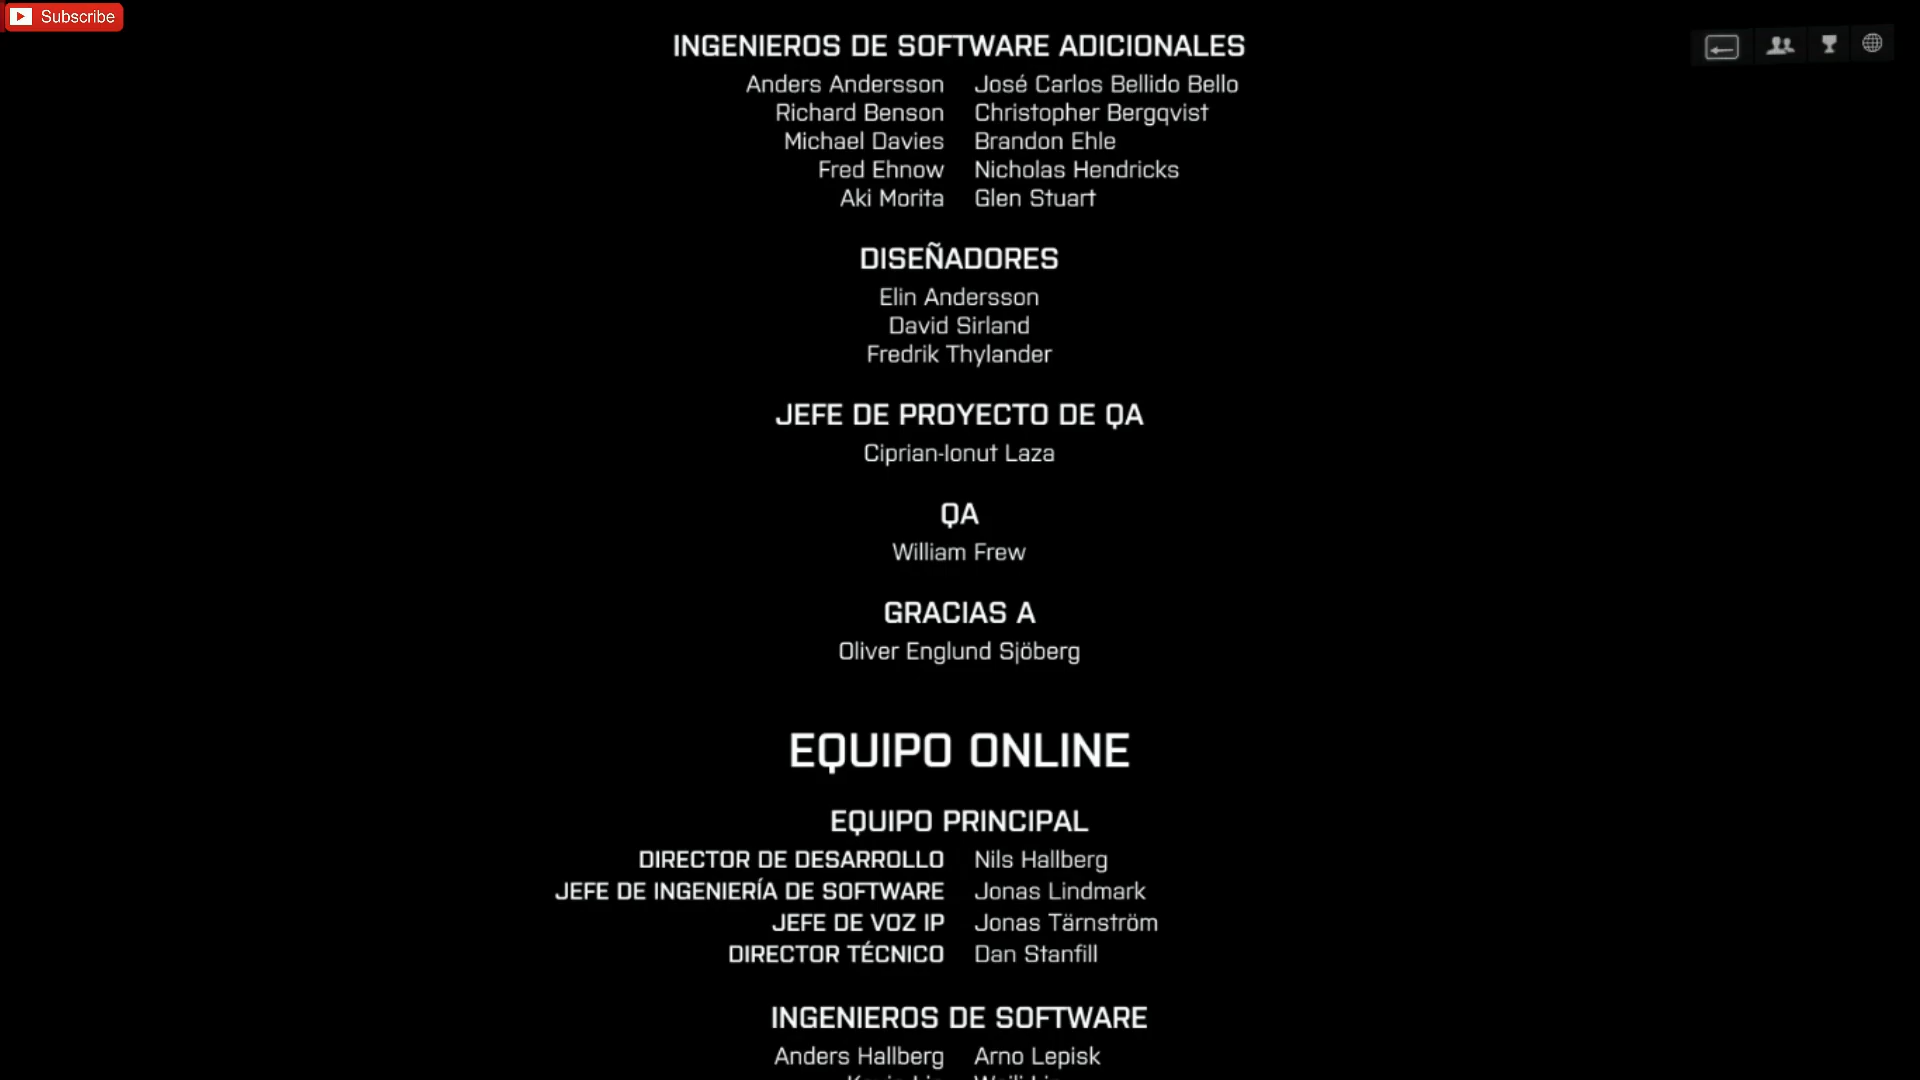 Subscribe
INGENIEROS DE SOFTWARE ADICIONALES
Anders Andersson José Carlos Bellido Bello
Richard Benson Christopher Bergqvist
Michael Davies Brandon Ehle
Fred Ehnow Nicholas Hendricks
Aki Morita Glen Stuart
DISEÑADORES
Elin Andersson
David Sirland
Fredrik Thylander
JEFE DE PROYECTO DE QA
Ciprian-Ionut Laza
QA
William Frew
GRACIAS A
Oliver Englund Sjöberg
EQUIPO ONLINE
EQUIPO PRINCIPAL
DIRECTOR DE DESARROLLO Nils Hallberg
JEFE DE INGENIERÍA DE SOFTWARE Jonas Lindmark
JEFE DE VOZ IP Jonas Tärnström
DIRECTOR TÉCNICO Dan Stanfill
INGENIEROS DE SOFTWARE
Anders Hallberg Arno Lepisk